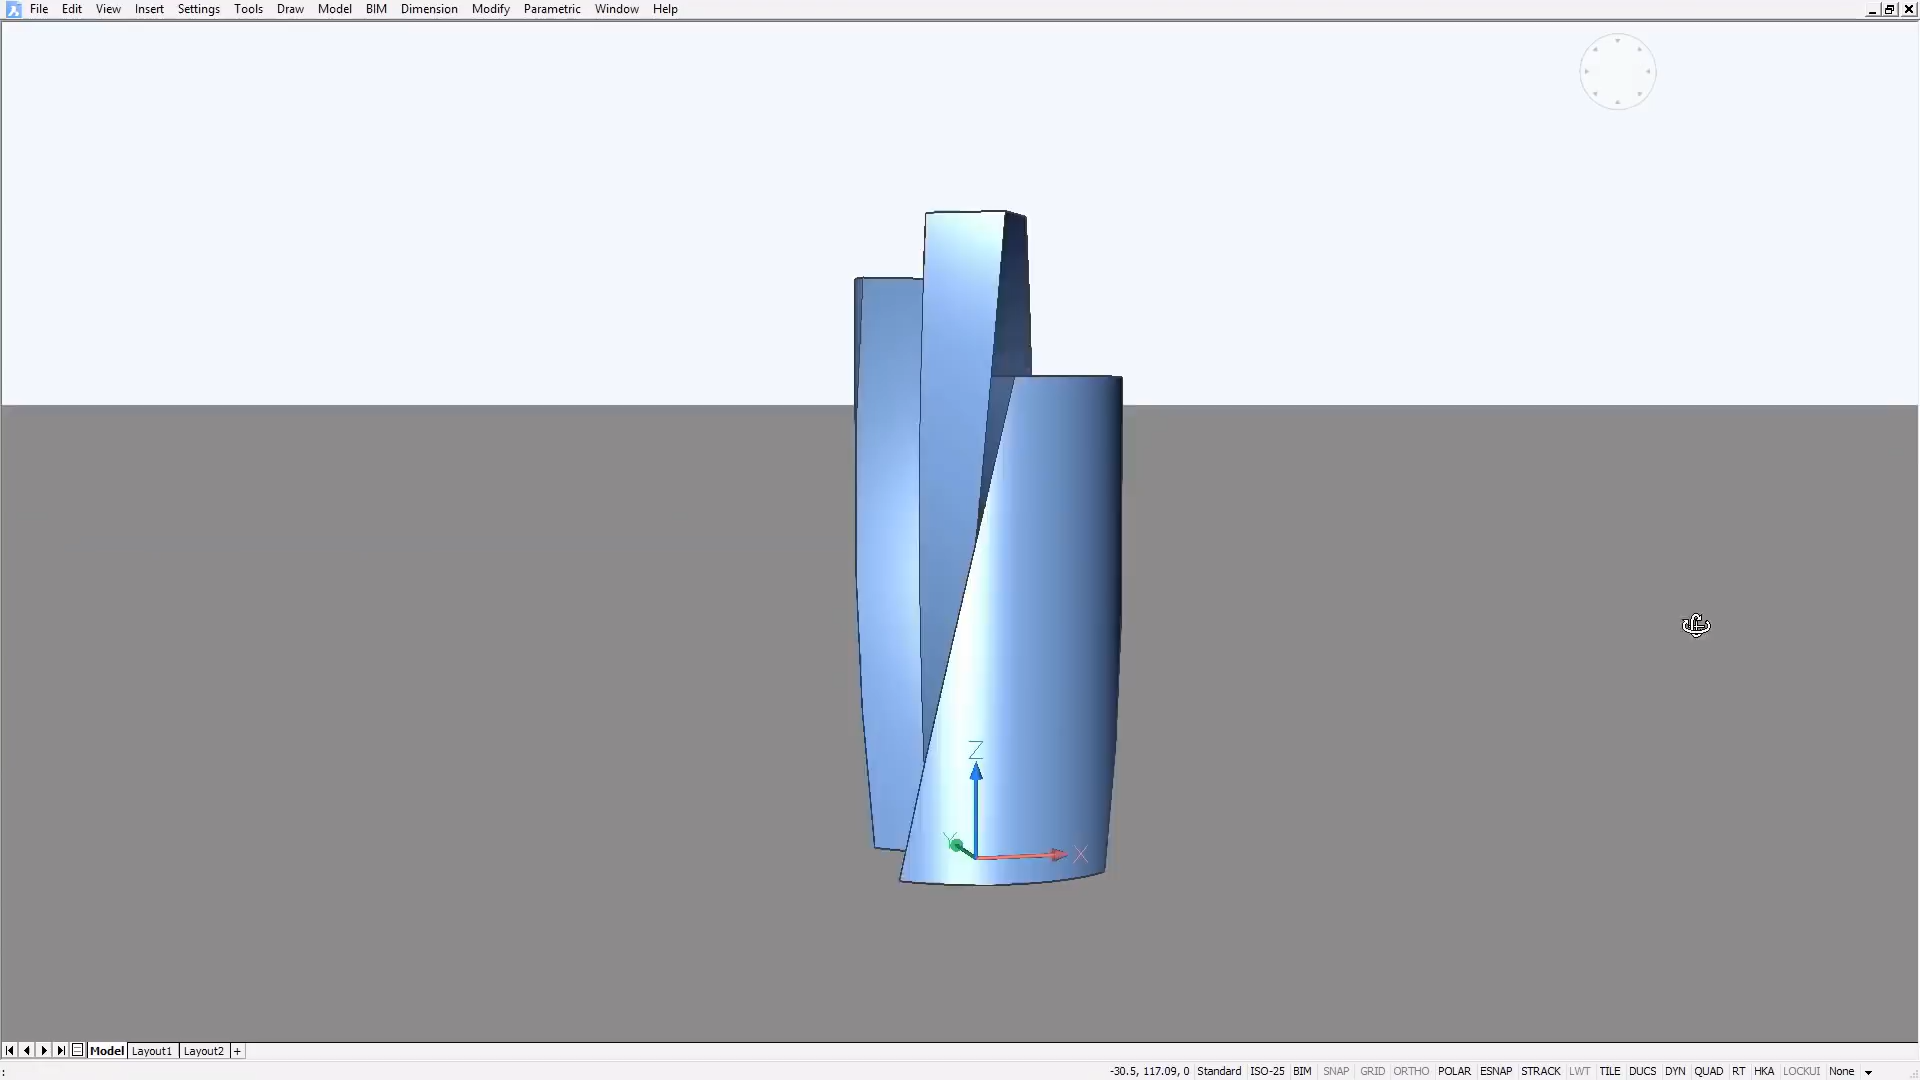 File Edit View Insert Settings Tools Draw Model BIM Dimension Modify Parametric Window Help
Z
Y
X
Model Layout1 Layout2 +
: -30.5, 117.09, 0 Standard ISO-25 BIM SNAP GRID ORTHO POLAR ESNAP STRACK LWT TILE DUCS DYN QUAD RT HKA LOCKUI None